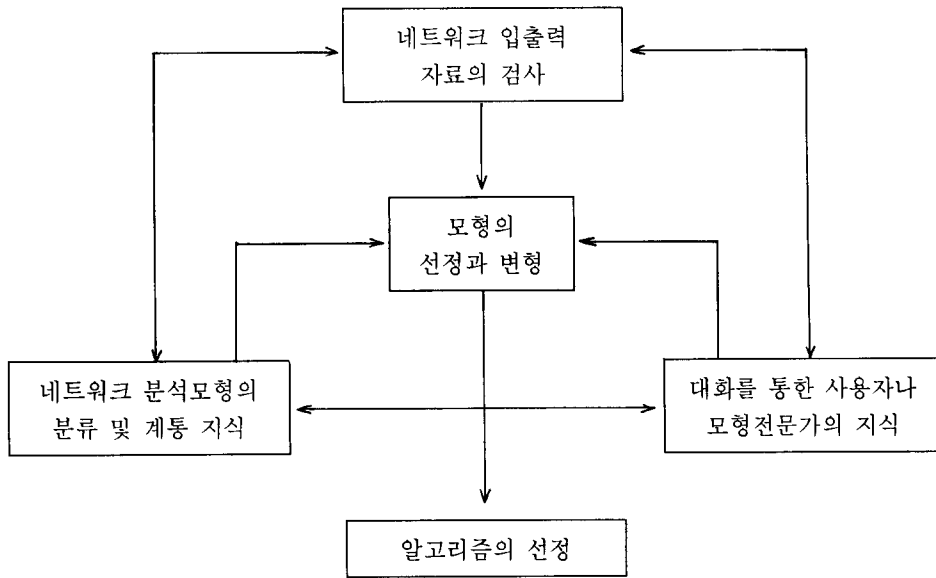 네트워크 입출력
자료의 검사
모형의
선정과 변형
네트워크 분석모형의
분류 및 계통 지식
대화를 통한 사용자나
모형전문가의 지식
알고리즘의 선정